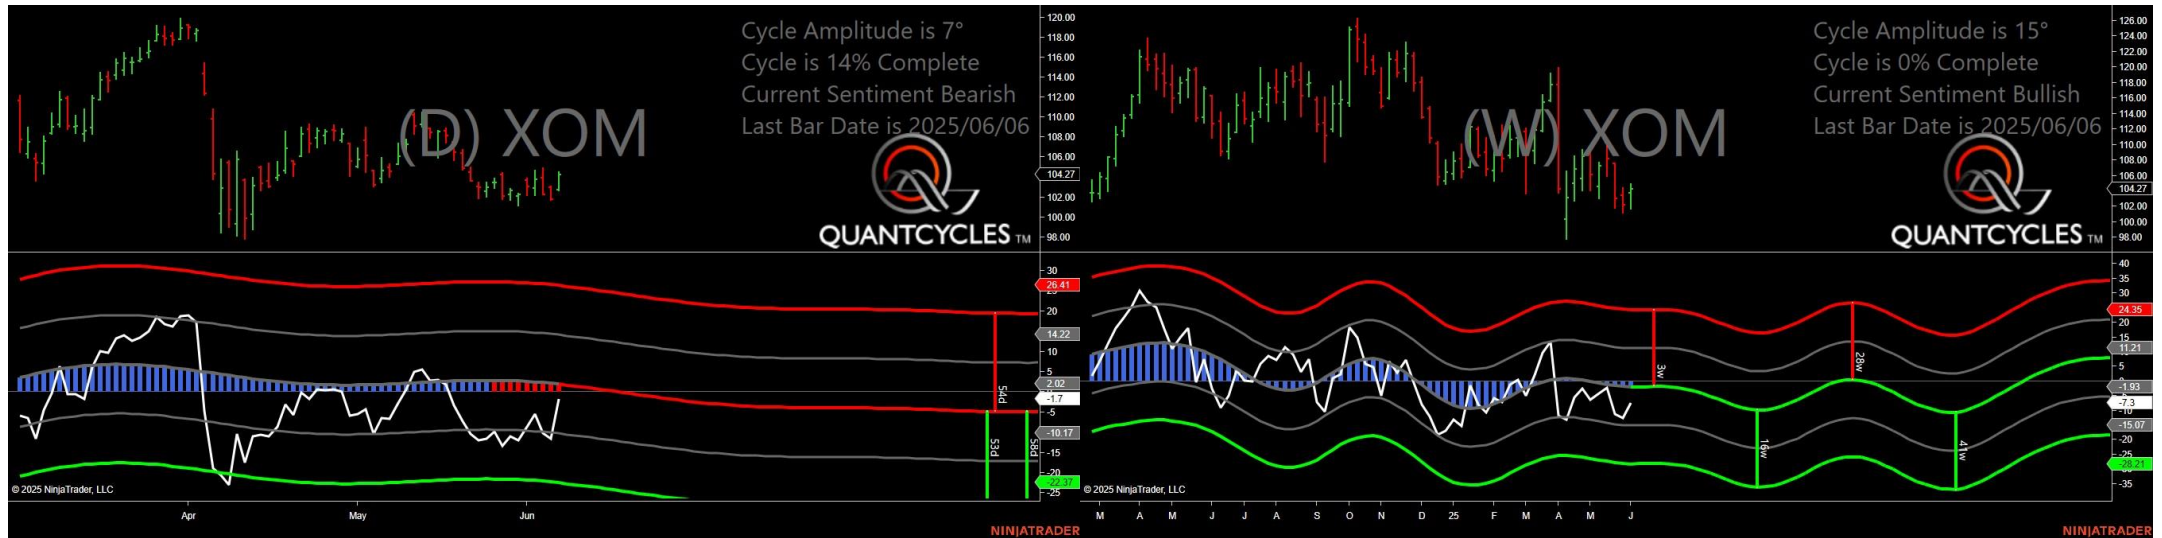 Cycle Amplitude is 7°
Cycle is 14% Complete
Current Sentiment Bearish
Last Bar Date is 2025/06/06
(D) XOM
QUANTCYCLES TM
120.00
118.00
116.00
114.00
112.00
110.00
108.00
106.00
104.27
102.00
100.00
98.00
30
26.41
20
14.22
10
5
2.02
-1.7
-5
-10.17
-15
-20
-22.37
-25
54d
53d
58d
© 2025 NinjaTrader, LLC
Apr
May
Jun
NINJATRADER
Cycle Amplitude is 15°
Cycle is 0% Complete
Current Sentiment Bullish
Last Bar Date is 2025/06/06
(W) XOM
QUANTCYCLES TM
126.00
124.00
122.00
120.00
118.00
116.00
114.00
112.00
110.00
108.00
106.00
104.27
102.00
100.00
98.00
40
35
30
24.35
20
15
11.21
5
0
-1.93
-7.3
-10
-15.07
-20
-25
-28.21
-35
3w
28w
16w
41w
© 2025 NinjaTrader, LLC
M A M J J A S O N D 25 F M A M J
NINJATRADER